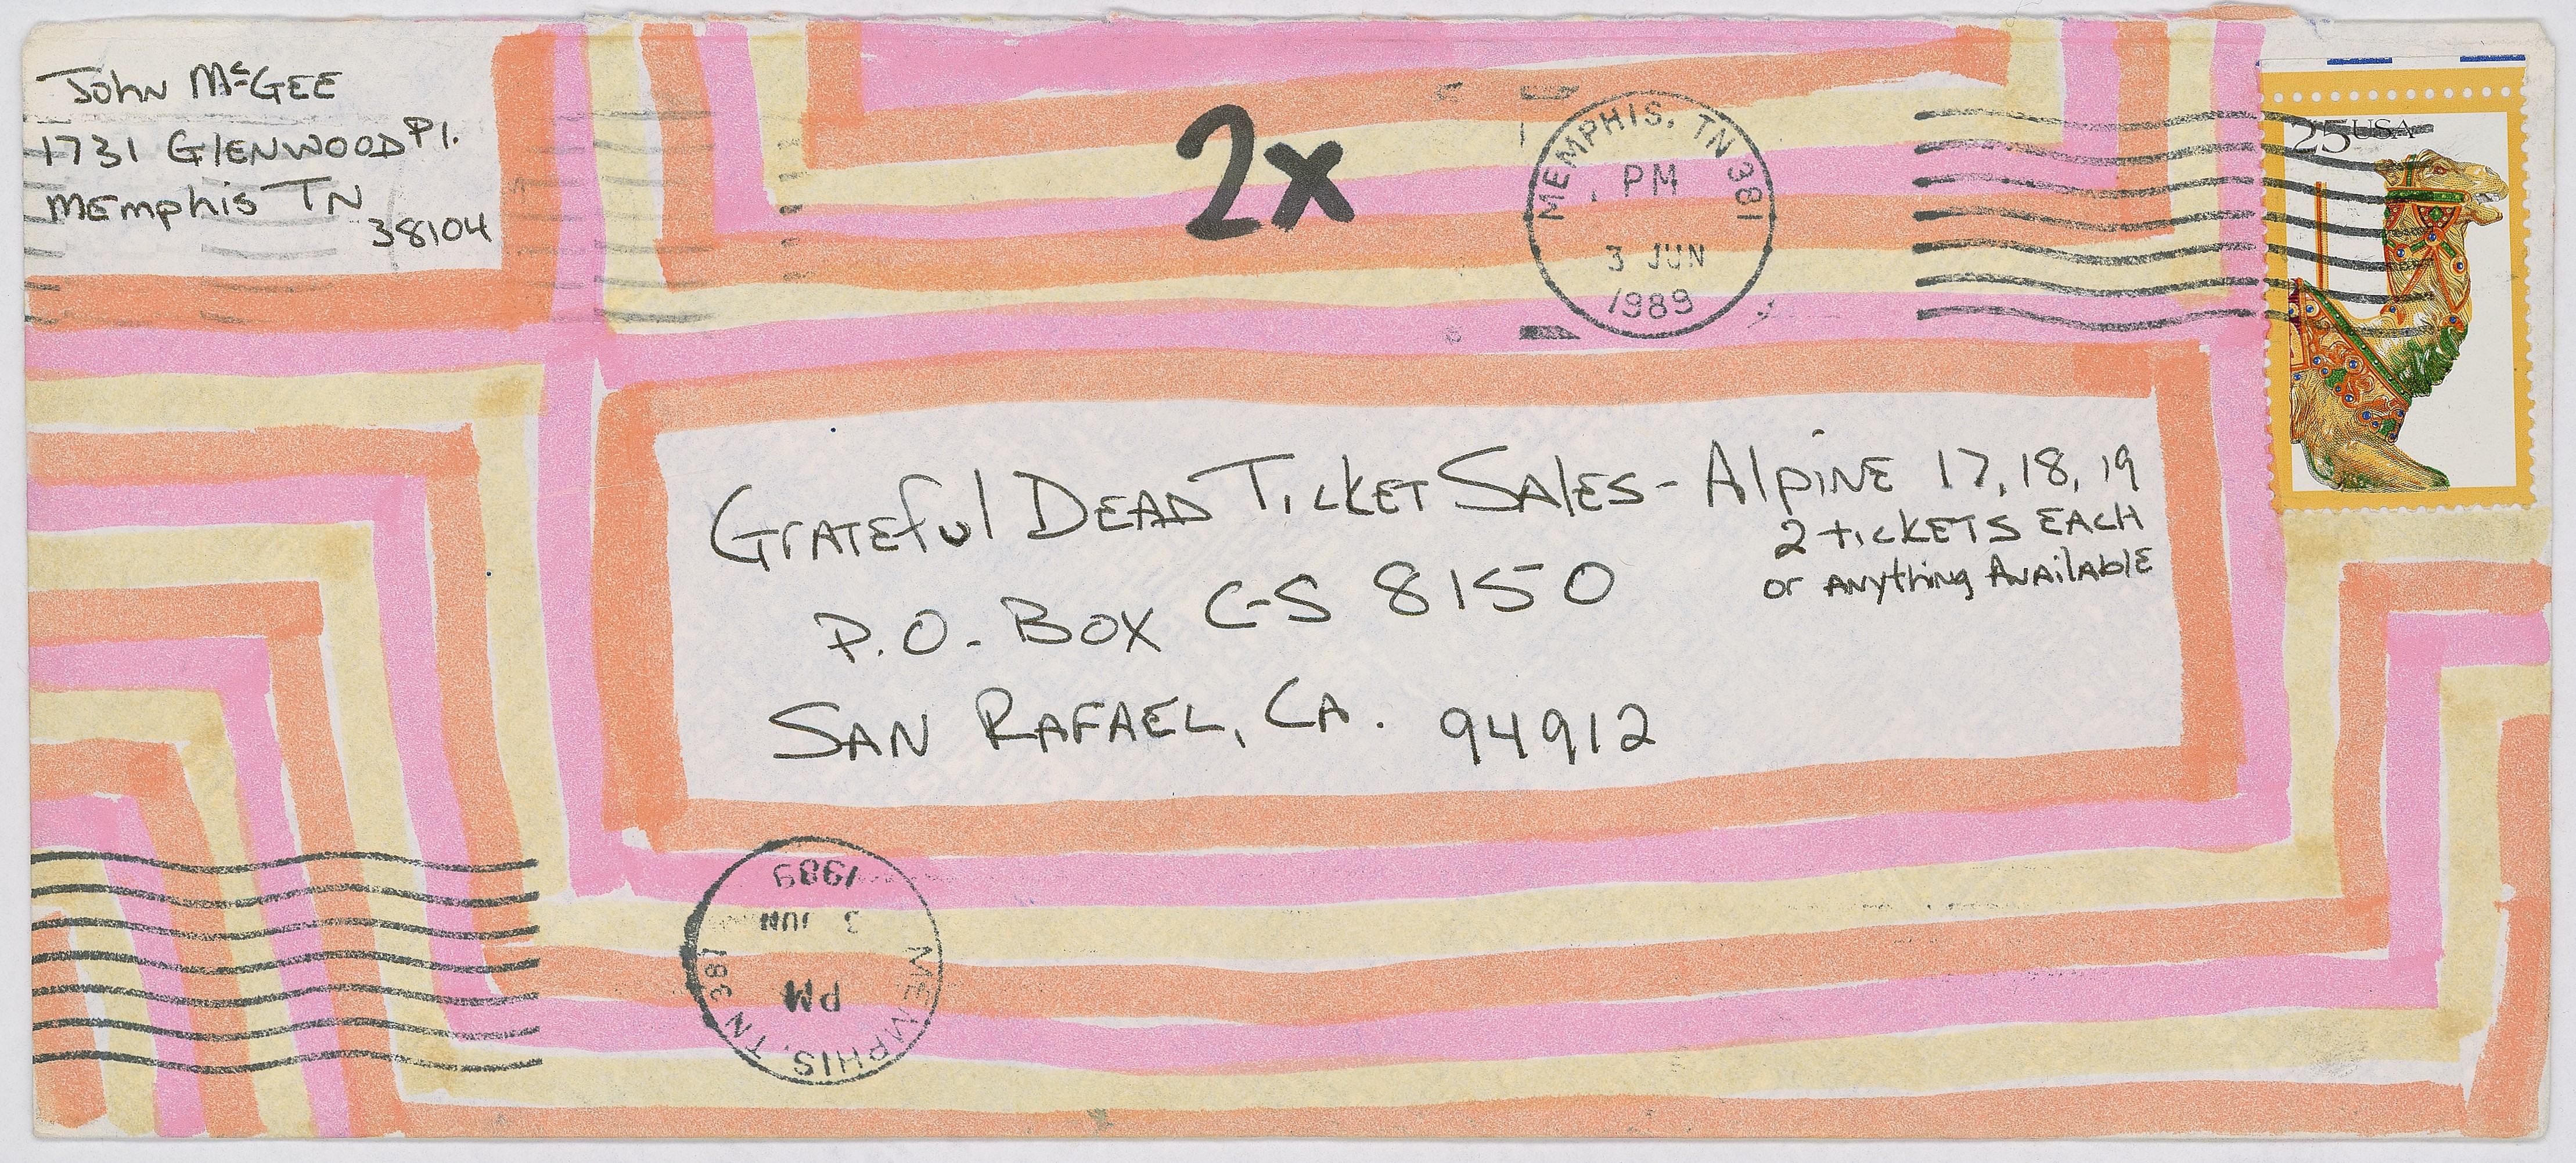 John McGEE
1731 GlENWOOD Pl.
MEmphis TN
38104
2x
MEMPHIS, TN 381
PM
3 JUN
1989
25 USA
GrATEful DEAD TickET SAlES - AlpiNE 17, 18, 19
2 tickETS EACH
or ANYthiNg AvAilAblE
P.O. Box C-S 8150
SAN RAFAEL, CA. 94912
MEMPHIS, TN 381
PM
3 JUN
1989